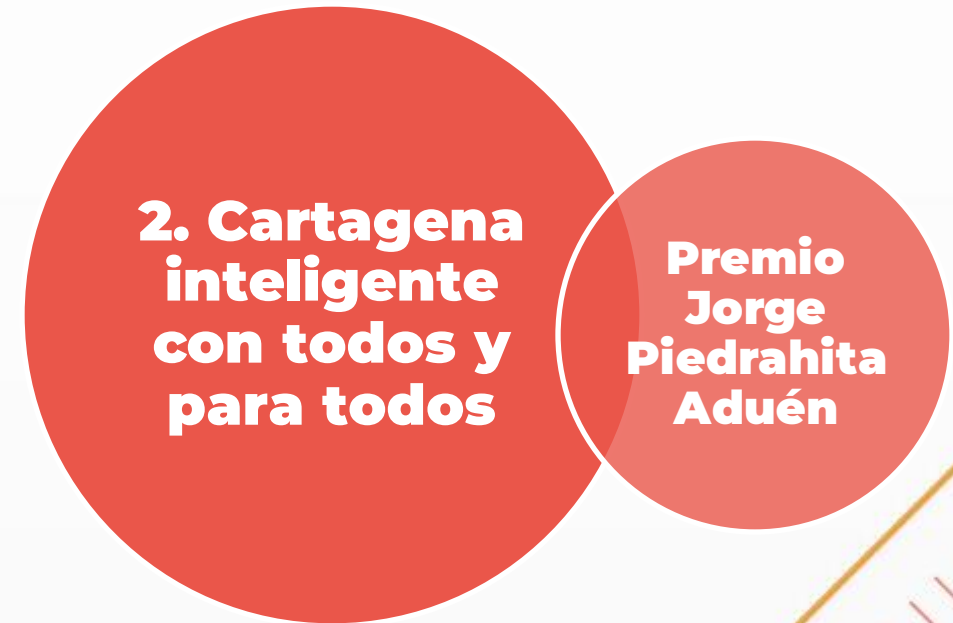 2. Cartagena
inteligente
con todos y
para todos
Premio
Jorge
Piedrahita
Aduén